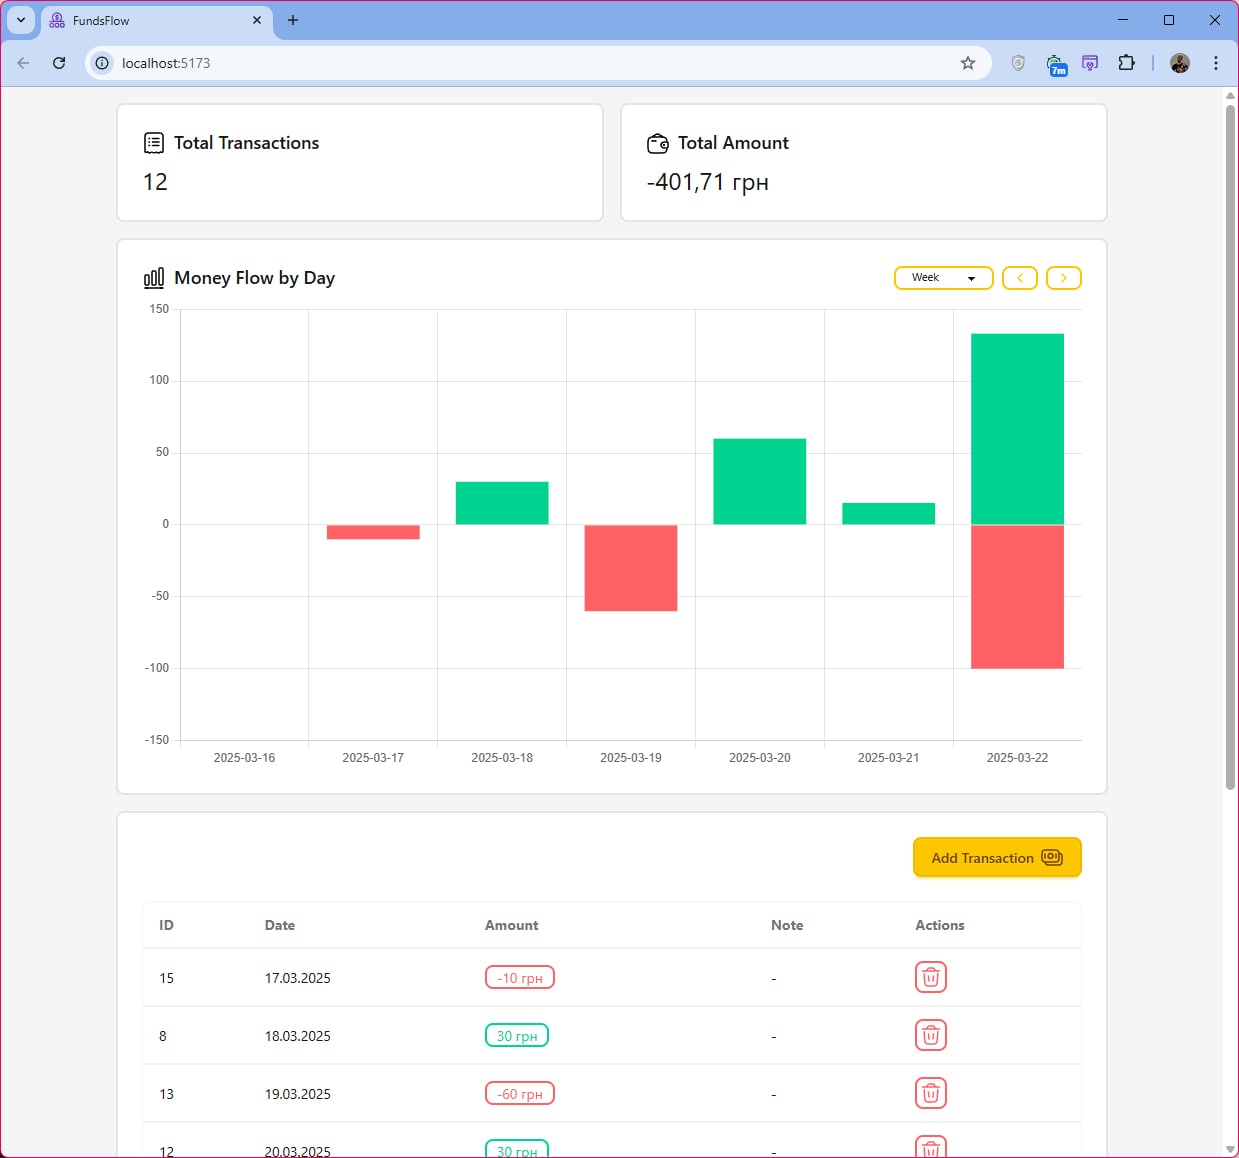 FundsFlow
localhost:5173
7m
Total Transactions
12
Total Amount
-401,71 грн
Money Flow by Day
Week
150
100
50
0
-50
-100
-150
2025-03-16 2025-03-17 2025-03-18 2025-03-19 2025-03-20 2025-03-21 2025-03-22
Add Transaction
ID Date Amount Note Actions
15 17.03.2025 -10 грн -
8 18.03.2025 30 грн -
13 19.03.2025 -60 грн -
12 20.03.2025 30 грн -